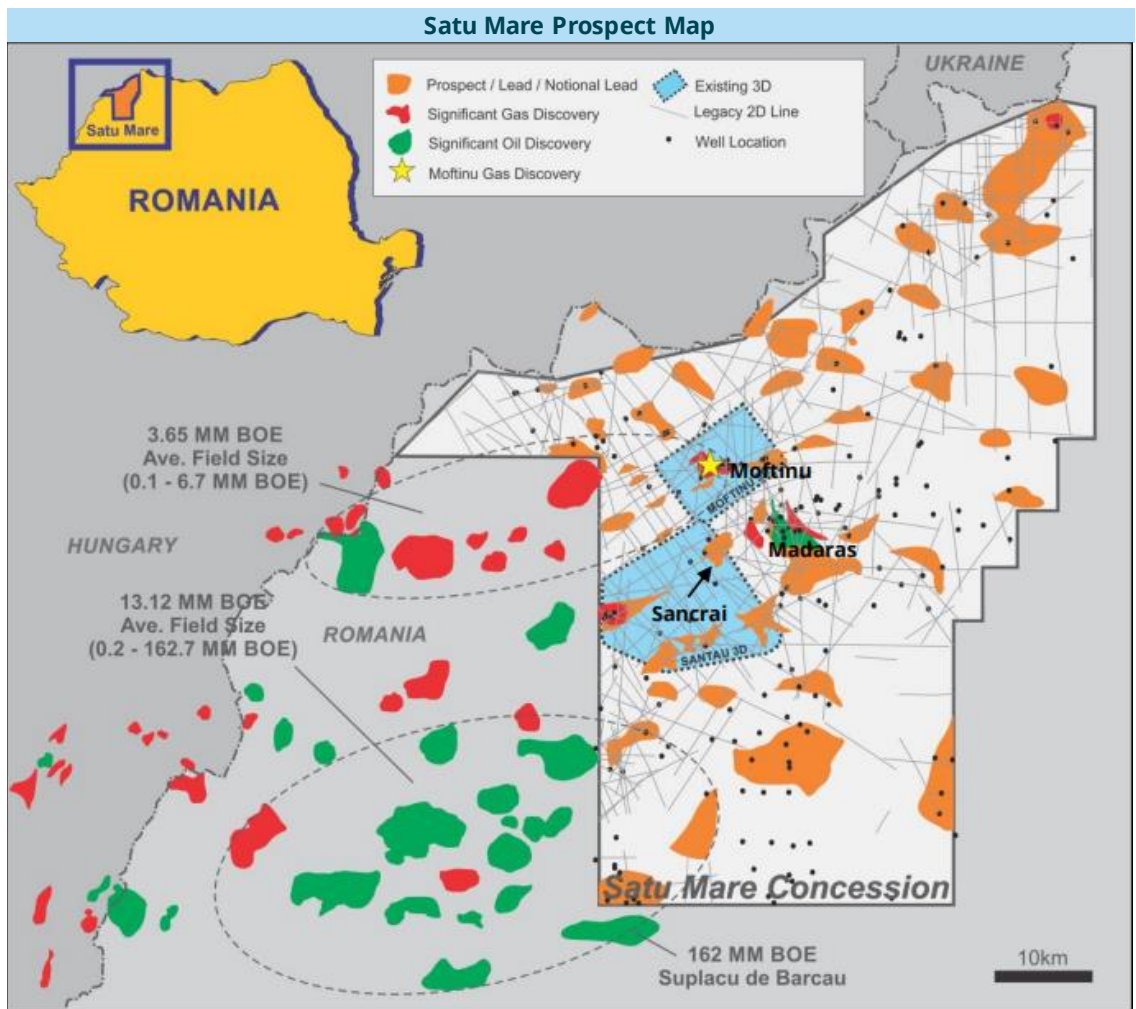 Satu Mare Prospect Map
UKRAINE
Prospect / Lead / Notional Lead
Significant Gas Discovery
Significant Oil Discovery
Moftinu Gas Discovery
Existing 3D
Legacy 2D Line
Well Location
Satu Mare
ROMANIA
3.65 MM BOE
Ave. Field Size
(0.1 - 6.7 MM BOE)
HUNGARY
13.12 MM BOE
Ave. Field Size
(0.2 - 162.7 MM BOE)
ROMANIA
Moftinu
MOFTINU
Madaras
Sancrai
SANTAU 3D
Satu Mare Concession
162 MM BOE
Suplacu de Barcau
10km